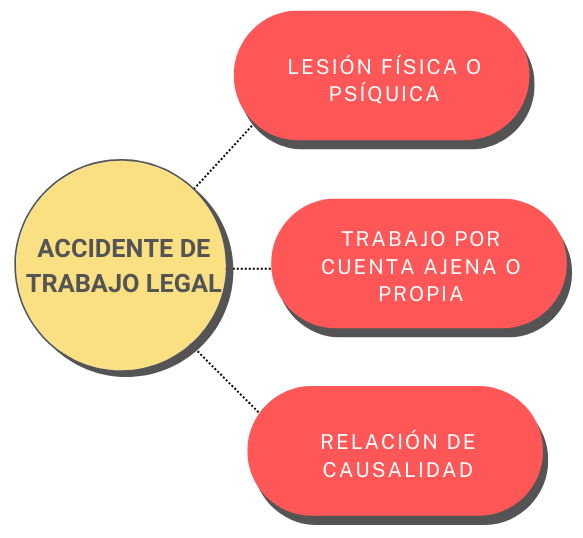 LESIÓN FÍSICA O
PSÍQUICA
ACCIDENTE DE
TRABAJO LEGAL
TRABAJO POR
CUENTA AJENA O
PROPIA
RELACIÓN DE
CAUSALIDAD